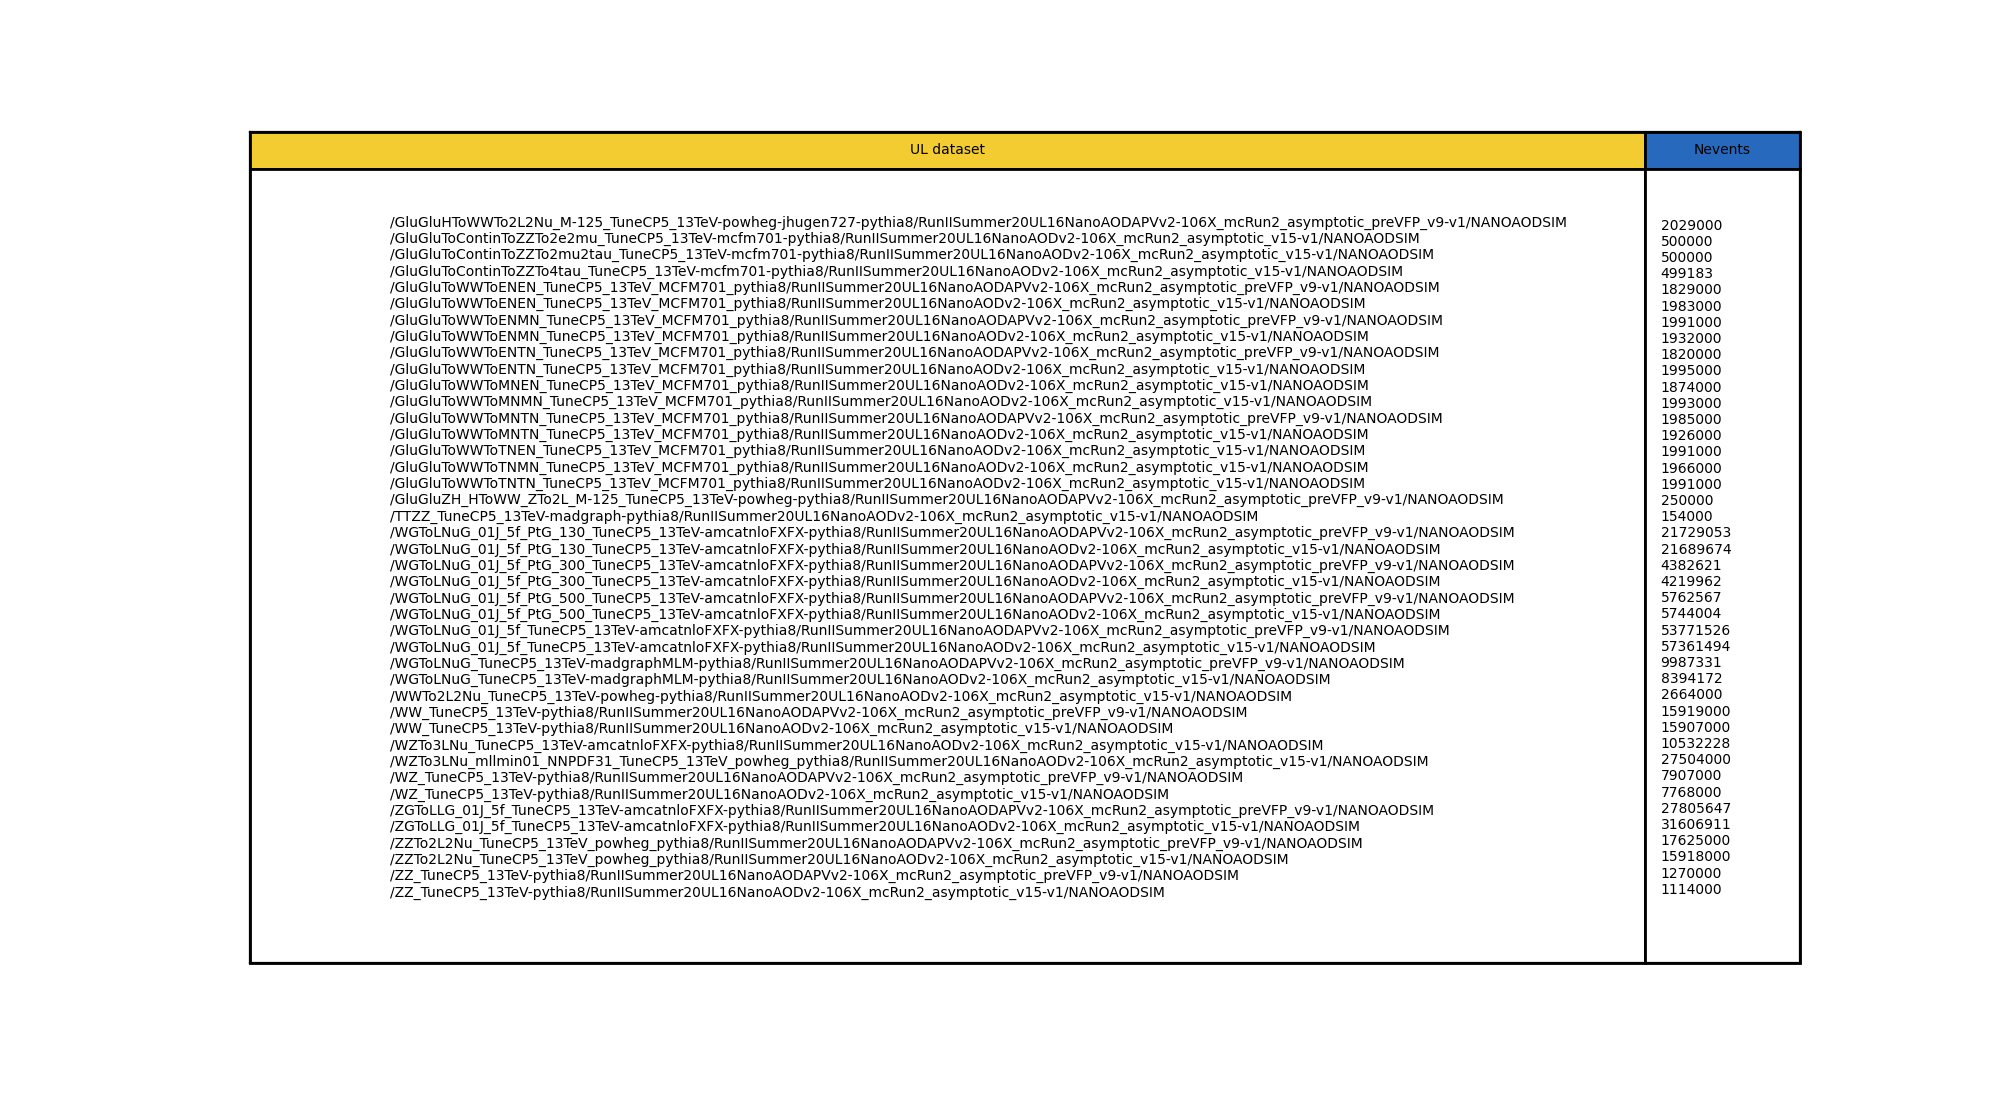 UL dataset Nevents
/GluGluHToWWTo2L2Nu_M-125_TuneCP5_13TeV-powheg-jhugen727-pythia8/RunIISummer20UL16NanoAODAPVv2-106X_mcRun2_asymptotic_preVFP_v9-v1/NANOAODSIM 2029000
/GluGluToContinToZZTo2e2mu_TuneCP5_13TeV-mcfm701-pythia8/RunIISummer20UL16NanoAODv2-106X_mcRun2_asymptotic_v15-v1/NANOAODSIM 500000
/GluGluToContinToZZTo2mu2tau_TuneCP5_13TeV-mcfm701-pythia8/RunIISummer20UL16NanoAODv2-106X_mcRun2_asymptotic_v15-v1/NANOAODSIM 500000
/GluGluToContinToZZTo4tau_TuneCP5_13TeV-mcfm701-pythia8/RunIISummer20UL16NanoAODv2-106X_mcRun2_asymptotic_v15-v1/NANOAODSIM 499183
/GluGluToWWToENEN_TuneCP5_13TeV_MCFM701_pythia8/RunIISummer20UL16NanoAODAPVv2-106X_mcRun2_asymptotic_preVFP_v9-v1/NANOAODSIM 1829000
/GluGluToWWToENEN_TuneCP5_13TeV_MCFM701_pythia8/RunIISummer20UL16NanoAODv2-106X_mcRun2_asymptotic_v15-v1/NANOAODSIM 1983000
/GluGluToWWToENMN_TuneCP5_13TeV_MCFM701_pythia8/RunIISummer20UL16NanoAODAPVv2-106X_mcRun2_asymptotic_preVFP_v9-v1/NANOAODSIM 1991000
/GluGluToWWToENMN_TuneCP5_13TeV_MCFM701_pythia8/RunIISummer20UL16NanoAODv2-106X_mcRun2_asymptotic_v15-v1/NANOAODSIM 1932000
/GluGluToWWToENTN_TuneCP5_13TeV_MCFM701_pythia8/RunIISummer20UL16NanoAODAPVv2-106X_mcRun2_asymptotic_preVFP_v9-v1/NANOAODSIM 1820000
/GluGluToWWToENTN_TuneCP5_13TeV_MCFM701_pythia8/RunIISummer20UL16NanoAODv2-106X_mcRun2_asymptotic_v15-v1/NANOAODSIM 1995000
/GluGluToWWToMNEN_TuneCP5_13TeV_MCFM701_pythia8/RunIISummer20UL16NanoAODv2-106X_mcRun2_asymptotic_v15-v1/NANOAODSIM 1874000
/GluGluToWWToMNMN_TuneCP5_13TeV_MCFM701_pythia8/RunIISummer20UL16NanoAODv2-106X_mcRun2_asymptotic_v15-v1/NANOAODSIM 1993000
/GluGluToWWToMNTN_TuneCP5_13TeV_MCFM701_pythia8/RunIISummer20UL16NanoAODAPVv2-106X_mcRun2_asymptotic_preVFP_v9-v1/NANOAODSIM 1985000
/GluGluToWWToMNTN_TuneCP5_13TeV_MCFM701_pythia8/RunIISummer20UL16NanoAODv2-106X_mcRun2_asymptotic_v15-v1/NANOAODSIM 1926000
/GluGluToWWToTNEN_TuneCP5_13TeV_MCFM701_pythia8/RunIISummer20UL16NanoAODv2-106X_mcRun2_asymptotic_v15-v1/NANOAODSIM 1991000
/GluGluToWWToTNMN_TuneCP5_13TeV_MCFM701_pythia8/RunIISummer20UL16NanoAODv2-106X_mcRun2_asymptotic_v15-v1/NANOAODSIM 1966000
/GluGluToWWToTNTN_TuneCP5_13TeV_MCFM701_pythia8/RunIISummer20UL16NanoAODv2-106X_mcRun2_asymptotic_v15-v1/NANOAODSIM 1991000
/GluGluZH_HToWW_ZTo2L_M-125_TuneCP5_13TeV-powheg-pythia8/RunIISummer20UL16NanoAODAPVv2-106X_mcRun2_asymptotic_preVFP_v9-v1/NANOAODSIM 250000
/TTZZ_TuneCP5_13TeV-madgraph-pythia8/RunIISummer20UL16NanoAODv2-106X_mcRun2_asymptotic_v15-v1/NANOAODSIM 154000
/WGToLNuG_01J_5f_PtG_130_TuneCP5_13TeV-amcatnloFXFX-pythia8/RunIISummer20UL16NanoAODAPVv2-106X_mcRun2_asymptotic_preVFP_v9-v1/NANOAODSIM 21729053
/WGToLNuG_01J_5f_PtG_130_TuneCP5_13TeV-amcatnloFXFX-pythia8/RunIISummer20UL16NanoAODv2-106X_mcRun2_asymptotic_v15-v1/NANOAODSIM 21689674
/WGToLNuG_01J_5f_PtG_300_TuneCP5_13TeV-amcatnloFXFX-pythia8/RunIISummer20UL16NanoAODAPVv2-106X_mcRun2_asymptotic_preVFP_v9-v1/NANOAODSIM 4382621
/WGToLNuG_01J_5f_PtG_300_TuneCP5_13TeV-amcatnloFXFX-pythia8/RunIISummer20UL16NanoAODv2-106X_mcRun2_asymptotic_v15-v1/NANOAODSIM 4219962
/WGToLNuG_01J_5f_PtG_500_TuneCP5_13TeV-amcatnloFXFX-pythia8/RunIISummer20UL16NanoAODAPVv2-106X_mcRun2_asymptotic_preVFP_v9-v1/NANOAODSIM 5762567
/WGToLNuG_01J_5f_PtG_500_TuneCP5_13TeV-amcatnloFXFX-pythia8/RunIISummer20UL16NanoAODv2-106X_mcRun2_asymptotic_v15-v1/NANOAODSIM 5744004
/WGToLNuG_01J_5f_TuneCP5_13TeV-amcatnloFXFX-pythia8/RunIISummer20UL16NanoAODAPVv2-106X_mcRun2_asymptotic_preVFP_v9-v1/NANOAODSIM 53771526
/WGToLNuG_01J_5f_TuneCP5_13TeV-amcatnloFXFX-pythia8/RunIISummer20UL16NanoAODv2-106X_mcRun2_asymptotic_v15-v1/NANOAODSIM 57361494
/WGToLNuG_TuneCP5_13TeV-madgraphMLM-pythia8/RunIISummer20UL16NanoAODAPVv2-106X_mcRun2_asymptotic_preVFP_v9-v1/NANOAODSIM 9987331
/WGToLNuG_TuneCP5_13TeV-madgraphMLM-pythia8/RunIISummer20UL16NanoAODv2-106X_mcRun2_asymptotic_v15-v1/NANOAODSIM 8394172
/WWTo2L2Nu_TuneCP5_13TeV-powheg-pythia8/RunIISummer20UL16NanoAODv2-106X_mcRun2_asymptotic_v15-v1/NANOAODSIM 2664000
/WW_TuneCP5_13TeV-pythia8/RunIISummer20UL16NanoAODAPVv2-106X_mcRun2_asymptotic_preVFP_v9-v1/NANOAODSIM 15919000
/WW_TuneCP5_13TeV-pythia8/RunIISummer20UL16NanoAODv2-106X_mcRun2_asymptotic_v15-v1/NANOAODSIM 15907000
/WZTo3LNu_TuneCP5_13TeV-amcatnloFXFX-pythia8/RunIISummer20UL16NanoAODv2-106X_mcRun2_asymptotic_v15-v1/NANOAODSIM 10532228
/WZTo3LNu_mllmin01_NNPDF31_TuneCP5_13TeV_powheg_pythia8/RunIISummer20UL16NanoAODv2-106X_mcRun2_asymptotic_v15-v1/NANOAODSIM 27504000
/WZ_TuneCP5_13TeV-pythia8/RunIISummer20UL16NanoAODAPVv2-106X_mcRun2_asymptotic_preVFP_v9-v1/NANOAODSIM 7907000
/WZ_TuneCP5_13TeV-pythia8/RunIISummer20UL16NanoAODv2-106X_mcRun2_asymptotic_v15-v1/NANOAODSIM 7768000
/ZGToLLG_01J_5f_TuneCP5_13TeV-amcatnloFXFX-pythia8/RunIISummer20UL16NanoAODAPVv2-106X_mcRun2_asymptotic_preVFP_v9-v1/NANOAODSIM 27805647
/ZGToLLG_01J_5f_TuneCP5_13TeV-amcatnloFXFX-pythia8/RunIISummer20UL16NanoAODv2-106X_mcRun2_asymptotic_v15-v1/NANOAODSIM 31606911
/ZZTo2L2Nu_TuneCP5_13TeV_powheg_pythia8/RunIISummer20UL16NanoAODAPVv2-106X_mcRun2_asymptotic_preVFP_v9-v1/NANOAODSIM 17625000
/ZZTo2L2Nu_TuneCP5_13TeV_powheg_pythia8/RunIISummer20UL16NanoAODv2-106X_mcRun2_asymptotic_v15-v1/NANOAODSIM 15918000
/ZZ_TuneCP5_13TeV-pythia8/RunIISummer20UL16NanoAODAPVv2-106X_mcRun2_asymptotic_preVFP_v9-v1/NANOAODSIM 1270000
/ZZ_TuneCP5_13TeV-pythia8/RunIISummer20UL16NanoAODv2-106X_mcRun2_asymptotic_v15-v1/NANOAODSIM 1114000